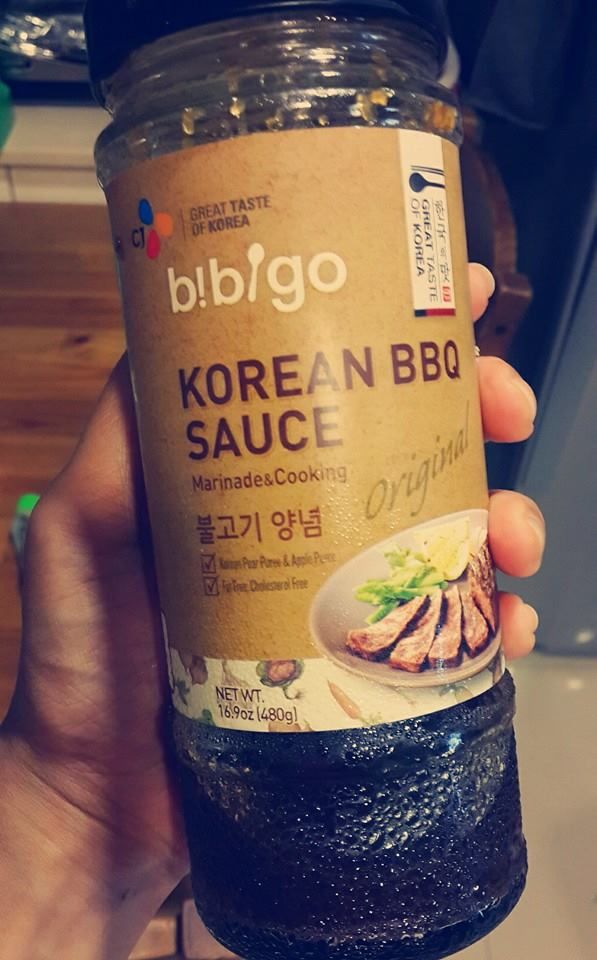 CJ
GREAT TASTE
OF KOREA
bibigo
GREAT TASTE
OF KOREA
KOREAN BBQ
SAUCE
Marinade&Cooking
Original
불고기 양념
Korean Pear Puree & Apple Puree
Fat Free, Cholesterol Free
NET WT.
16.9oz (480g)